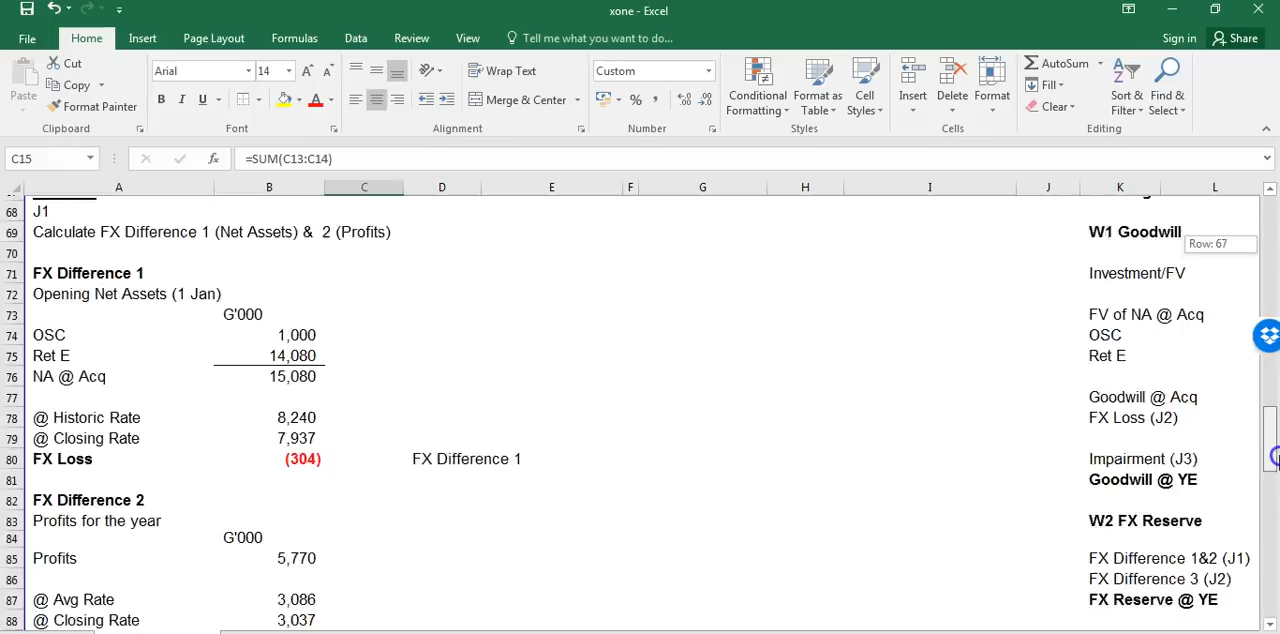 xone - Excel
File Home Insert Page Layout Formulas Data Review View Tell me what you want to do... Sign in Share
Paste Cut Copy Format Painter Clipboard
Arial 14 A A B I U A Font
Wrap Text Merge & Center Alignment
Custom % , Number
Conditional Formatting Format as Table Cell Styles Styles
Insert Delete Format Cells
AutoSum Fill Clear Sort & Filter Find & Select Editing
C15 fx =SUM(C13:C14)
A B C D E F G H I J K L
68 J1
69 Calculate FX Difference 1 (Net Assets) & 2 (Profits) W1 Goodwill
Row: 67
70
71 FX Difference 1 Investment/FV
72 Opening Net Assets (1 Jan)
73 G'000 FV of NA @ Acq
74 OSC 1,000 OSC
75 Ret E 14,080 Ret E
76 NA @ Acq 15,080
77 Goodwill @ Acq
78 @ Historic Rate 8,240 FX Loss (J2)
79 @ Closing Rate 7,937
80 FX Loss (304) FX Difference 1 Impairment (J3)
81 Goodwill @ YE
82 FX Difference 2
83 Profits for the year W2 FX Reserve
84 G'000
85 Profits 5,770 FX Difference 1&2 (J1)
86 FX Difference 3 (J2)
87 @ Avg Rate 3,086 FX Reserve @ YE
88 @ Closing Rate 3,037